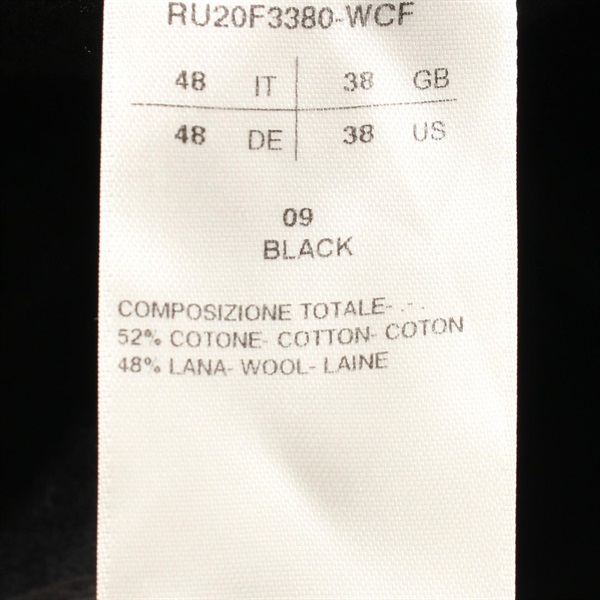 RU20F3380-WCF
48 IT 38 GB
48 DE 38 US
09
BLACK
COMPOSIZIONE TOTALE- .- .
52% COTONE- COTTON- COTON
48% LANA- WOOL- LAINE